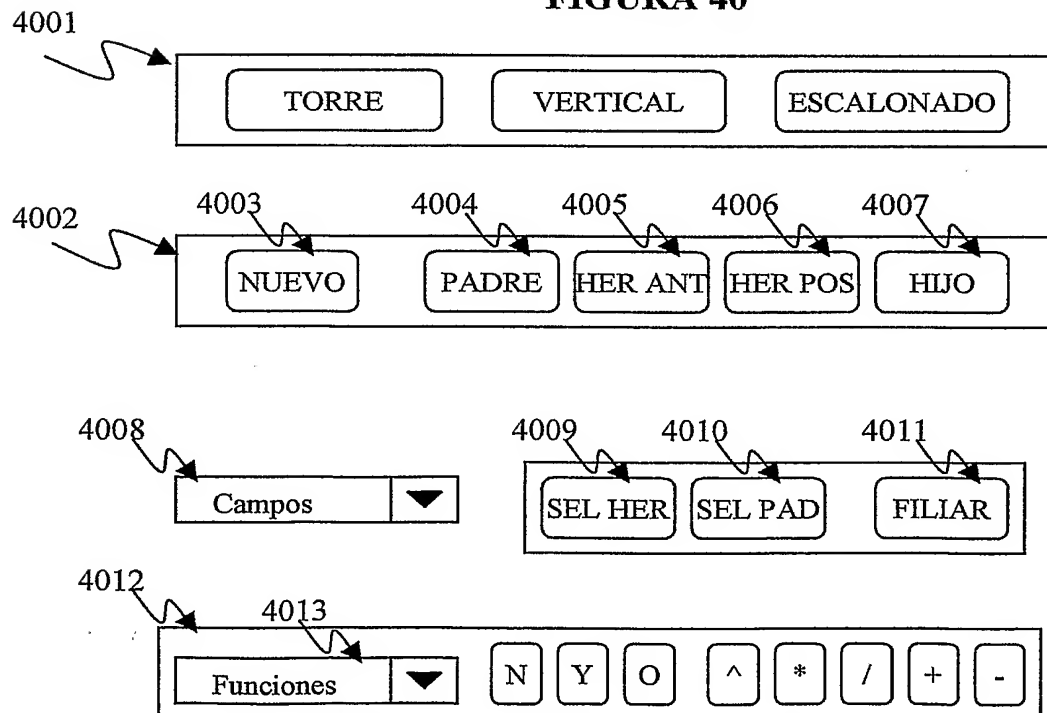 FIGURA 40
4001
TORRE VERTICAL ESCALONADO
4002 4003 4004 4005 4006 4007
NUEVO PADRE HER ANT HER POS HIJO
4008 4009 4010 4011
Campos SEL HER SEL PAD FILIAR
4012 4013
Funciones N Y O ^ * / + -